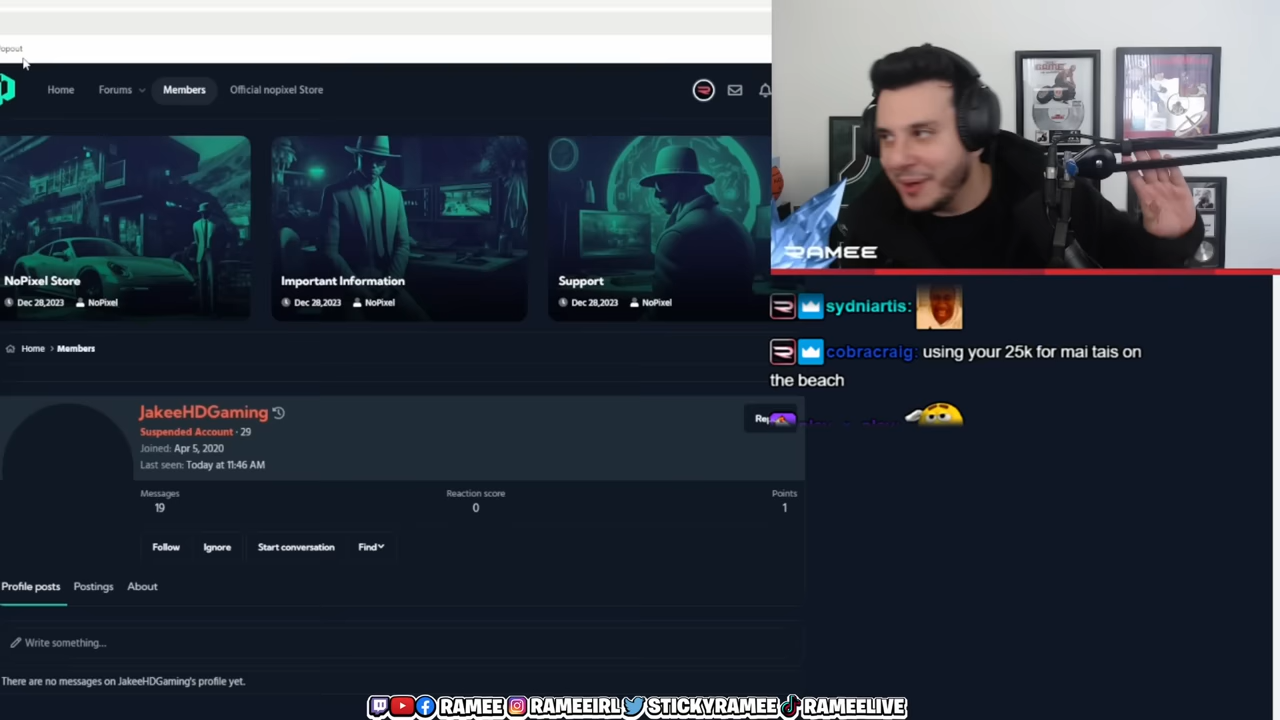 opout
Home Forums Members Official nopixel Store
NoPixel Store
Dec 28,2023 NoPixel
Important Information
Dec 28,2023 NoPixel
Support
Dec 28,2023 NoPixel
Home > Members
JakeeHDGaming
Suspended Account · 29
Joined: Apr 5, 2020
Last seen: Today at 11:46 AM
Messages
19
Reaction score
0
Points
1
Follow Ignore Start conversation Find
Profile posts Postings About
Write something...
There are no messages on JakeeHDGaming's profile yet.
RAMEE
sydniartis:
cobracraig: using your 25k for mai tais on
the beach
RAMEE RAMEEIRL STICKYRAMEE RAMEELIVE